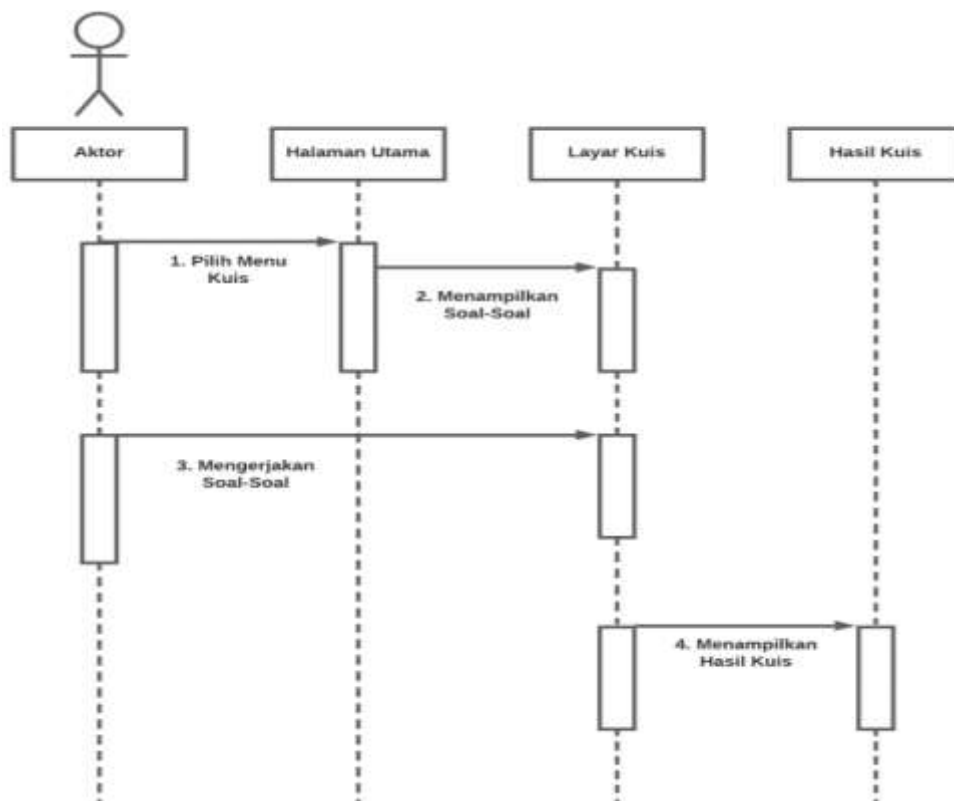 Aktor
Halaman Utama
Layar Kuis
Hasil Kuis
1. Pilih Menu
Kuis
2. Menampilkan
Soal-Soal
3. Mengerjakan
Soal-Soal
4. Menampilkan
Hasil Kuis